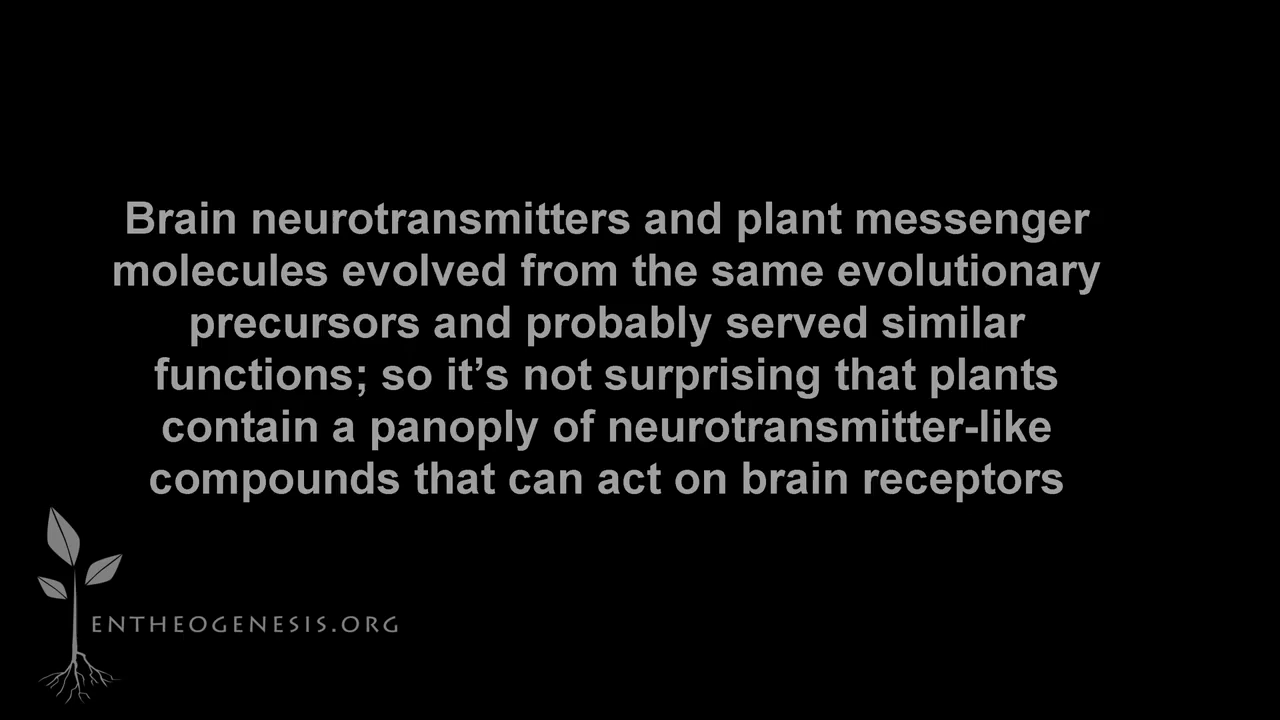 Brain neurotransmitters and plant messenger
molecules evolved from the same evolutionary
precursors and probably served similar
functions; so it’s not surprising that plants
contain a panoply of neurotransmitter-like
compounds that can act on brain receptors
ENTHEOGENESIS.ORG